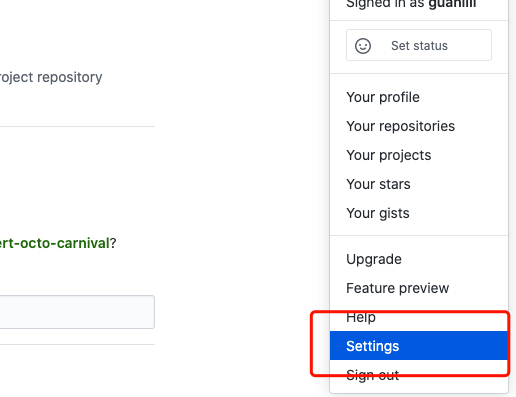 Signed in as guanlili
Set status
roject repository
Your profile
Your repositories
Your projects
Your stars
Your gists
ert-octo-carnival?
Upgrade
Feature preview
Help
Settings
Sign out